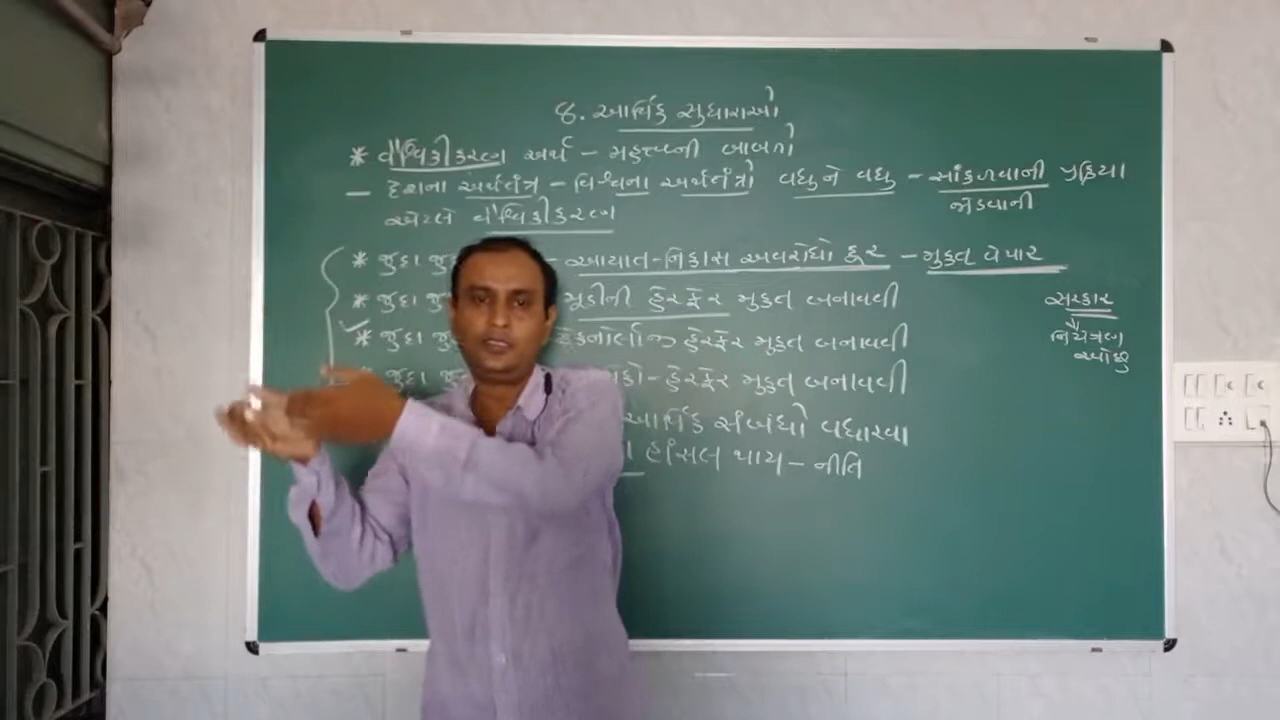 8. આર્થિક સુધારાઓ
* વૈશ્વિકીકરણ અર્થ - મહત્ત્વની બાબતો
- દેશના અર્થતંત્ર - વિશ્વના અર્થતંત્રો વધુ ને વધુ - સાંકળવાની પ્રક્રિયા
જોડવાની
એટલે વૈશ્વિકીકરણ
* જુદા - આયાત-નિકાસ અવરોધો દૂર - મુક્ત વેપાર
* જુદા મૂડીની હેરફેર મુક્ત બનાવવી
* જુદા ટેકનોલૉજી હેરફેર મુક્ત બનાવવી
જુદા - હેરફેર મુક્ત બનાવવી
આર્થિક સંબંધો વધારવા
હાંસલ થાય - નીતિ
સરકાર
નિયંત્રણ
ઓછુ